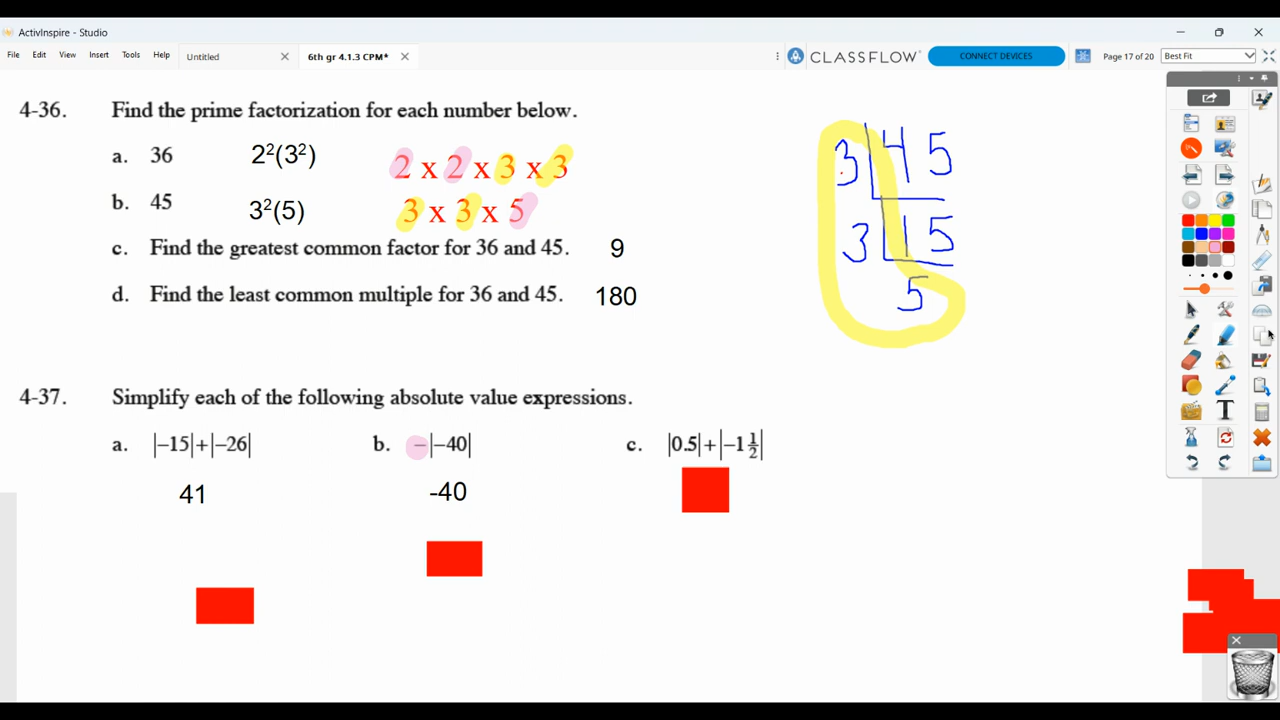 ActivInspire - Studio
File Edit View Insert Tools Help Untitled 6th gr 4.1.3 CPM* CLASSFLOW CONNECT DEVICES Page 17 of 20 Best Fit
4-36. Find the prime factorization for each number below.
a. 36 2²(3²) 2 x 2 x 3 x 3
b. 45 3²(5) 3 x 3 x 5
c. Find the greatest common factor for 36 and 45. 9
d. Find the least common multiple for 36 and 45. 180
3 45
3 15
5
4-37. Simplify each of the following absolute value expressions.
a. |−15|+|−26| b. −|−40| c. |0.5|+|−1 1/2|
41 -40
T